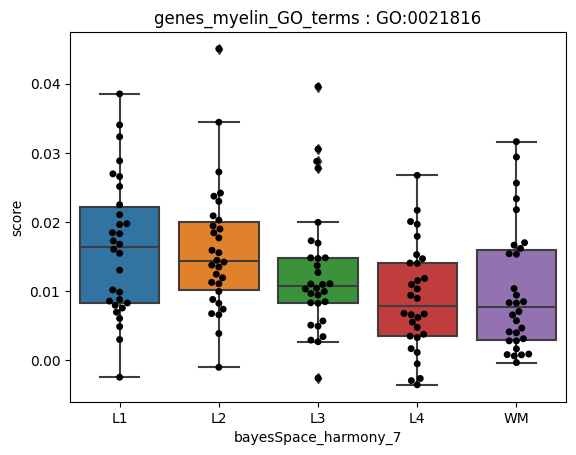 genes_myelin_GO_terms : GO:0021816
score
0.04
0.03
0.02
0.01
0.00
L1 L2 L3 L4 WM
bayesSpace_harmony_7